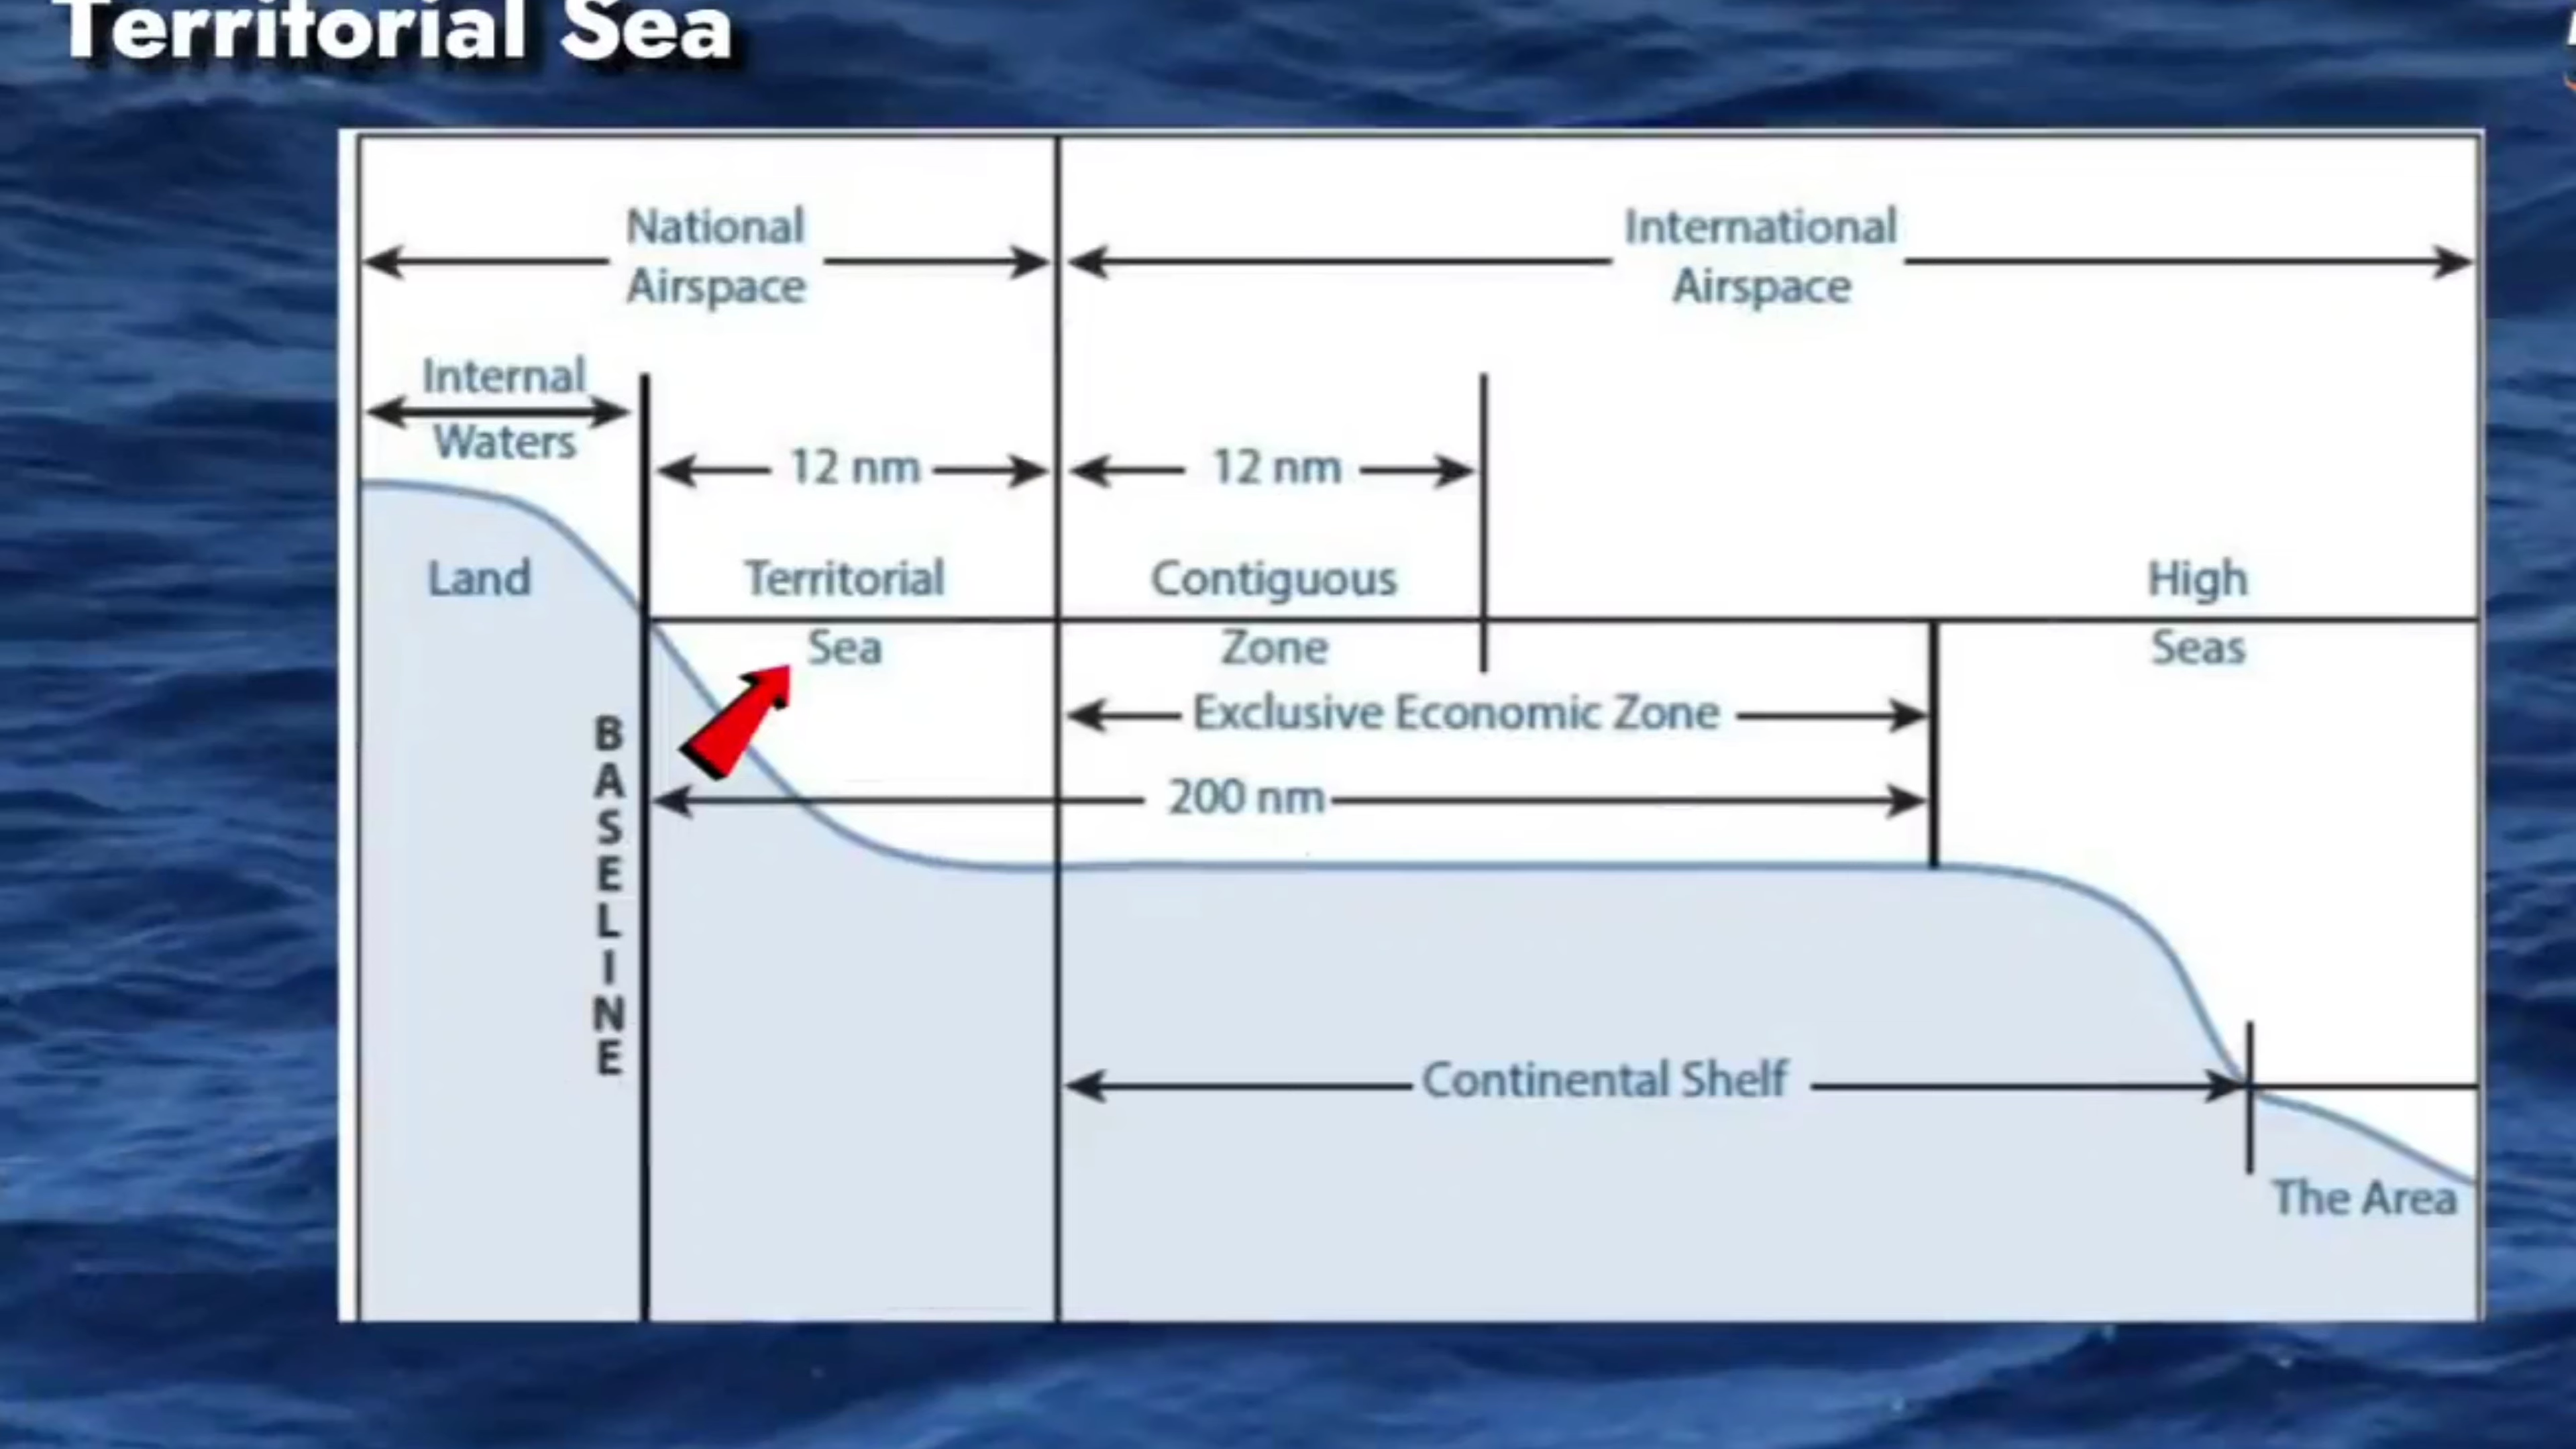 Territorial Sea
National
Airspace
International
Airspace
Internal
Waters
12 nm
12 nm
Land
Territorial
Sea
Contiguous
Zone
High
Seas
Exclusive Economic Zone
200 nm
BASELINE
Continental Shelf
The Area